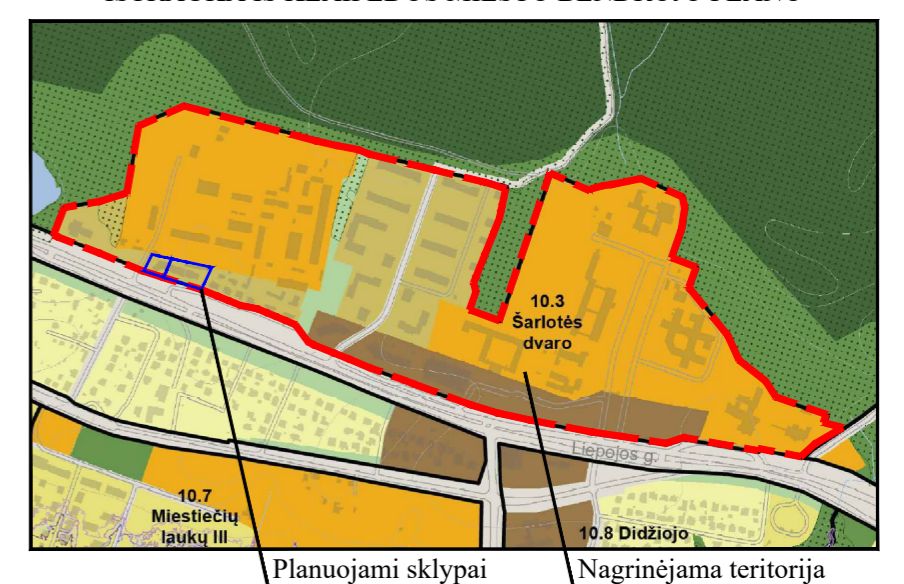 10.3
Šarlotės
dvaro
Liepojos g.
10.7
Miestiečių
laukų III
10.8 Didžiojo
Planuojami sklypai
Nagrinėjama teritorija